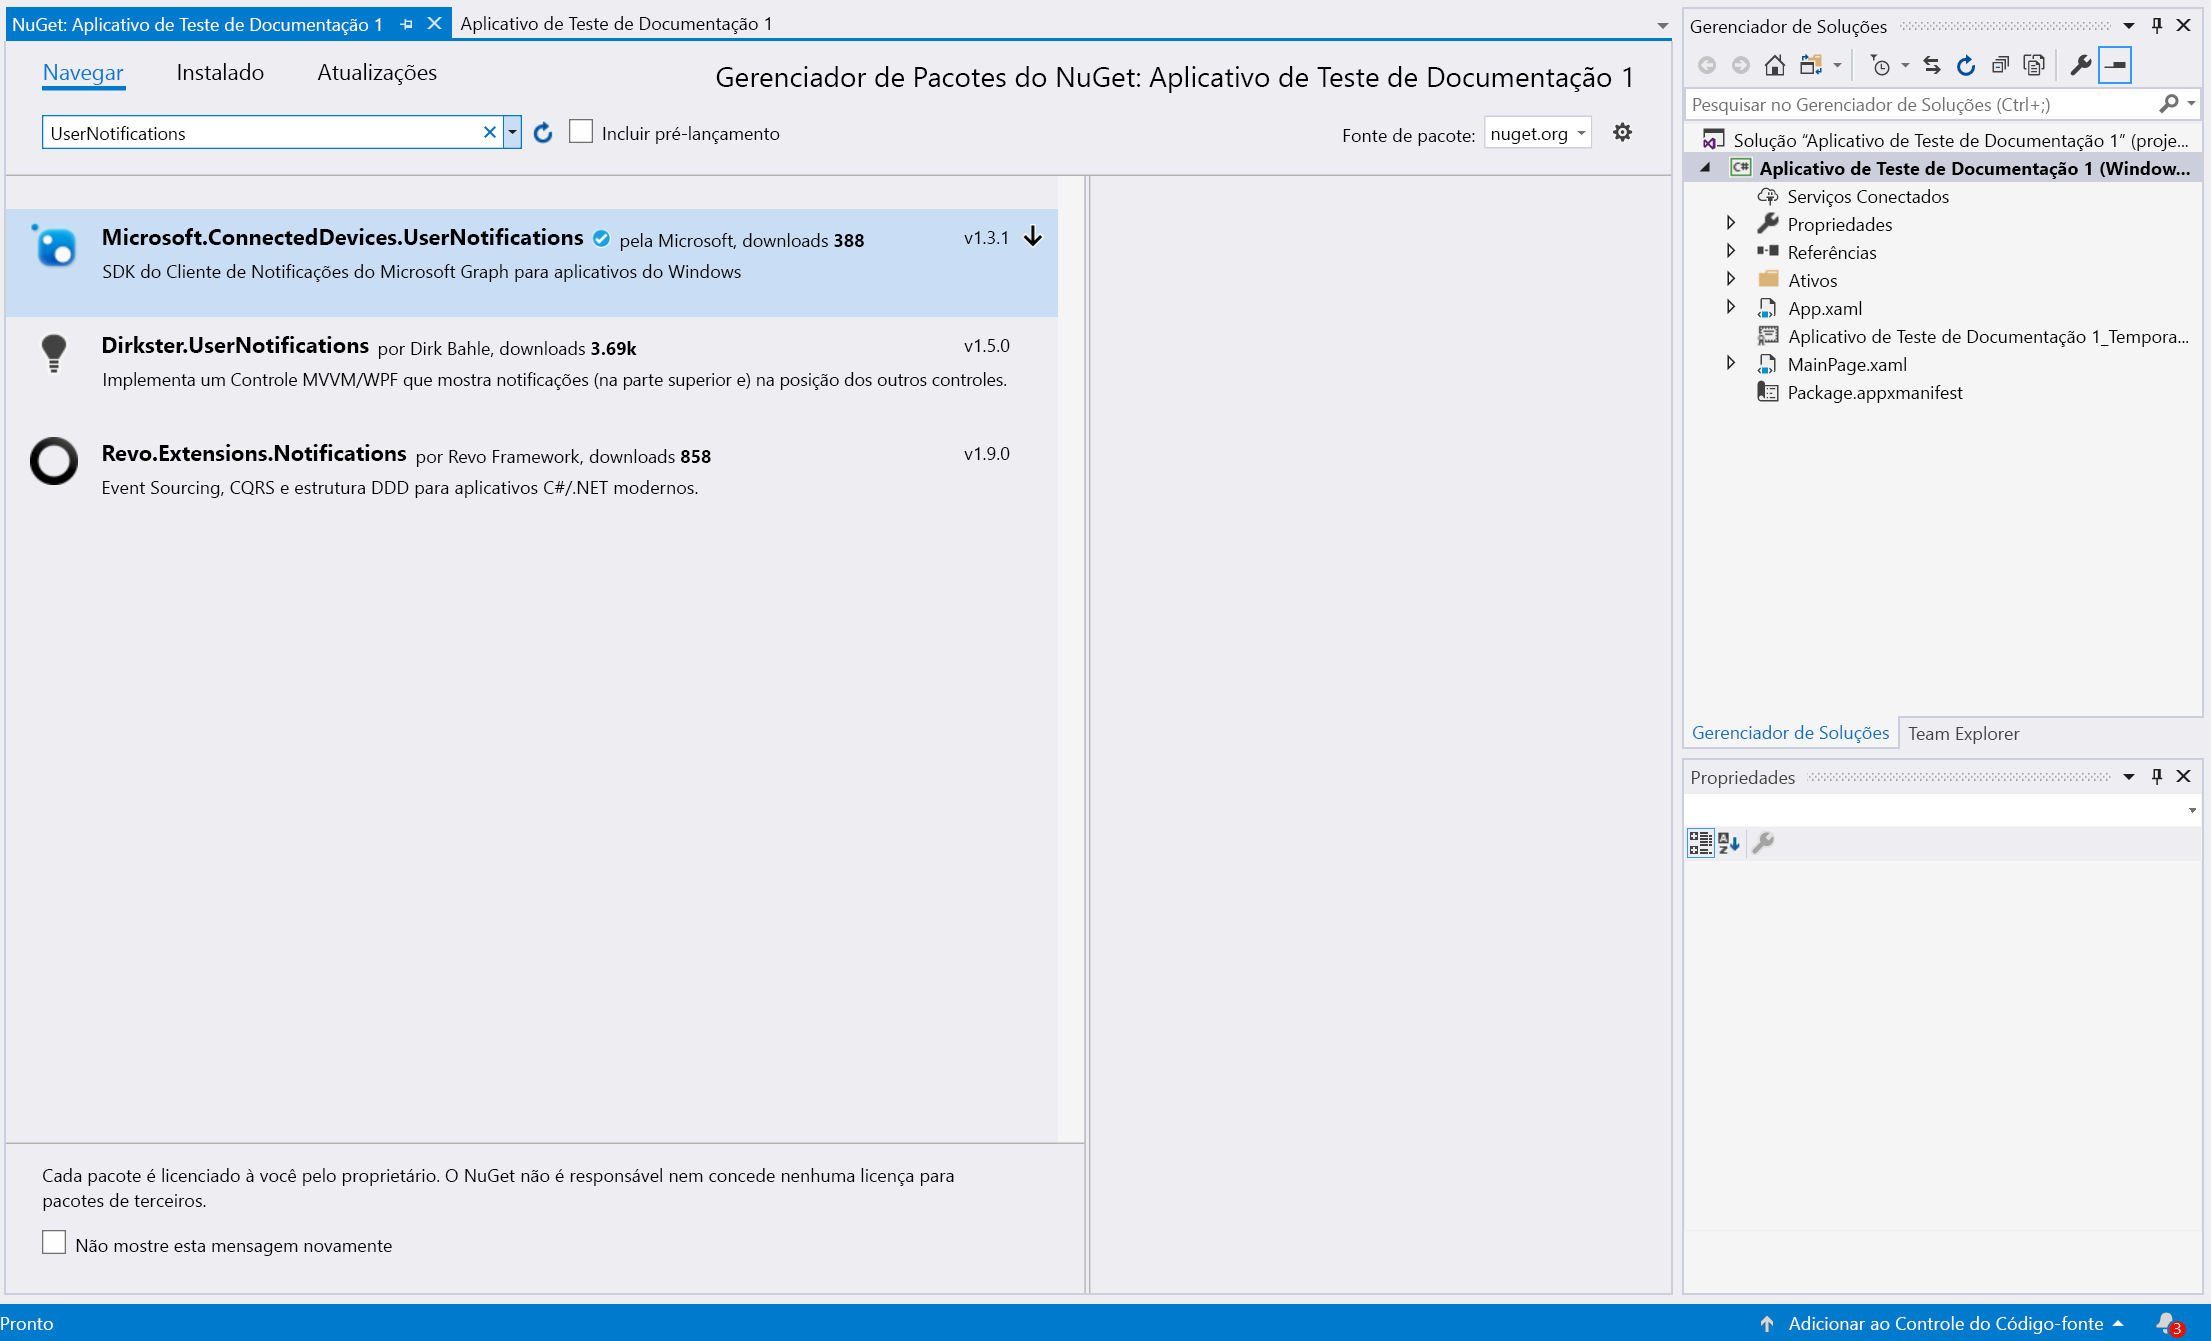 NuGet: Aplicativo de Teste de Documentação 1
Aplicativo de Teste de Documentação 1
Navegar
Instalado
Atualizações
Gerenciador de Pacotes do NuGet: Aplicativo de Teste de Documentação 1
UserNotifications
Incluir pré-lançamento
Fonte de pacote:
nuget.org
Microsoft.ConnectedDevices.UserNotifications pela Microsoft, downloads 388
v1.3.1
SDK do Cliente de Notificações do Microsoft Graph para aplicativos do Windows
Dirkster.UserNotifications por Dirk Bahle, downloads 3.69k
v1.5.0
Implementa um Controle MVVM/WPF que mostra notificações (na parte superior e) na posição dos outros controles.
Revo.Extensions.Notifications por Revo Framework, downloads 858
v1.9.0
Event Sourcing, CQRS e estrutura DDD para aplicativos C#/.NET modernos.
Cada pacote é licenciado à você pelo proprietário. O NuGet não é responsável nem concede nenhuma licença para
pacotes de terceiros.
Não mostre esta mensagem novamente
Gerenciador de Soluções
Pesquisar no Gerenciador de Soluções (Ctrl+;)
Solução “Aplicativo de Teste de Documentação 1” (proje...
C# Aplicativo de Teste de Documentação 1 (Window...
Serviços Conectados
Propriedades
Referências
Ativos
App.xaml
Aplicativo de Teste de Documentação 1_Tempora...
MainPage.xaml
Package.appxmanifest
Gerenciador de Soluções
Team Explorer
Propriedades
Pronto
Adicionar ao Controle do Código-fonte
3